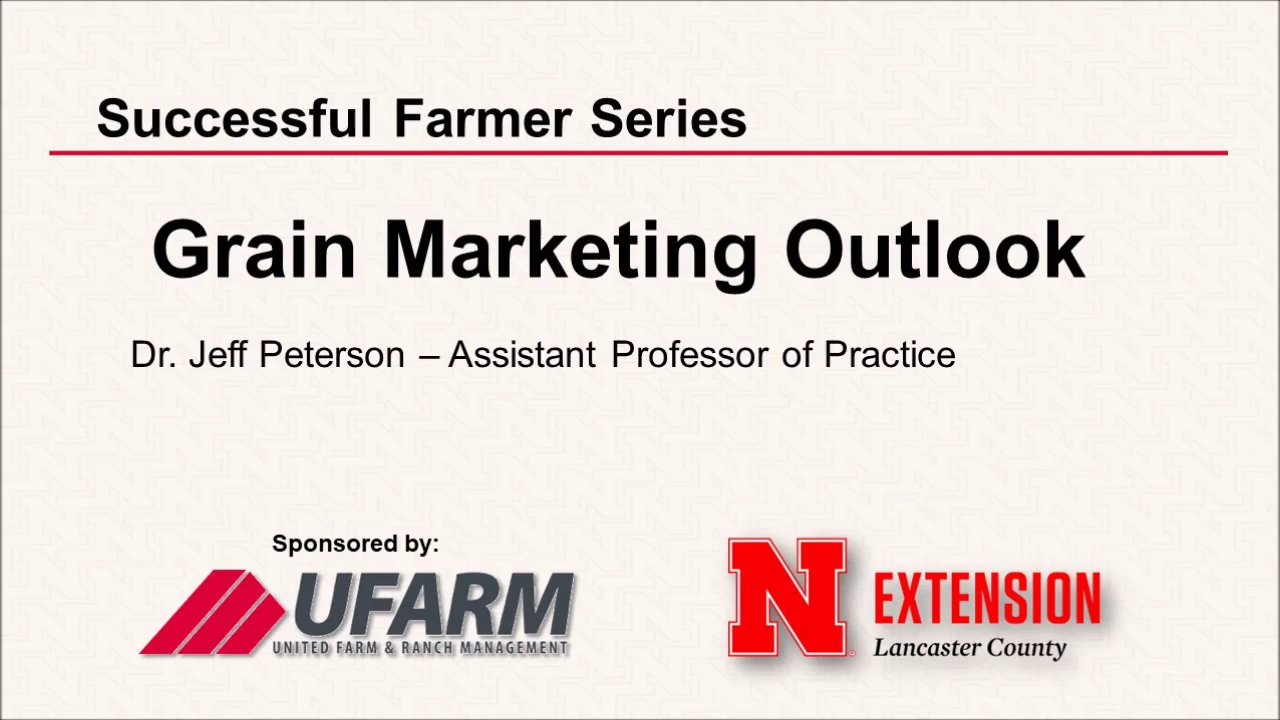 Successful Farmer Series
Grain Marketing Outlook
Dr. Jeff Peterson – Assistant Professor of Practice
Sponsored by:
UFARM
UNITED FARM & RANCH MANAGEMENT
N
EXTENSION
Lancaster County